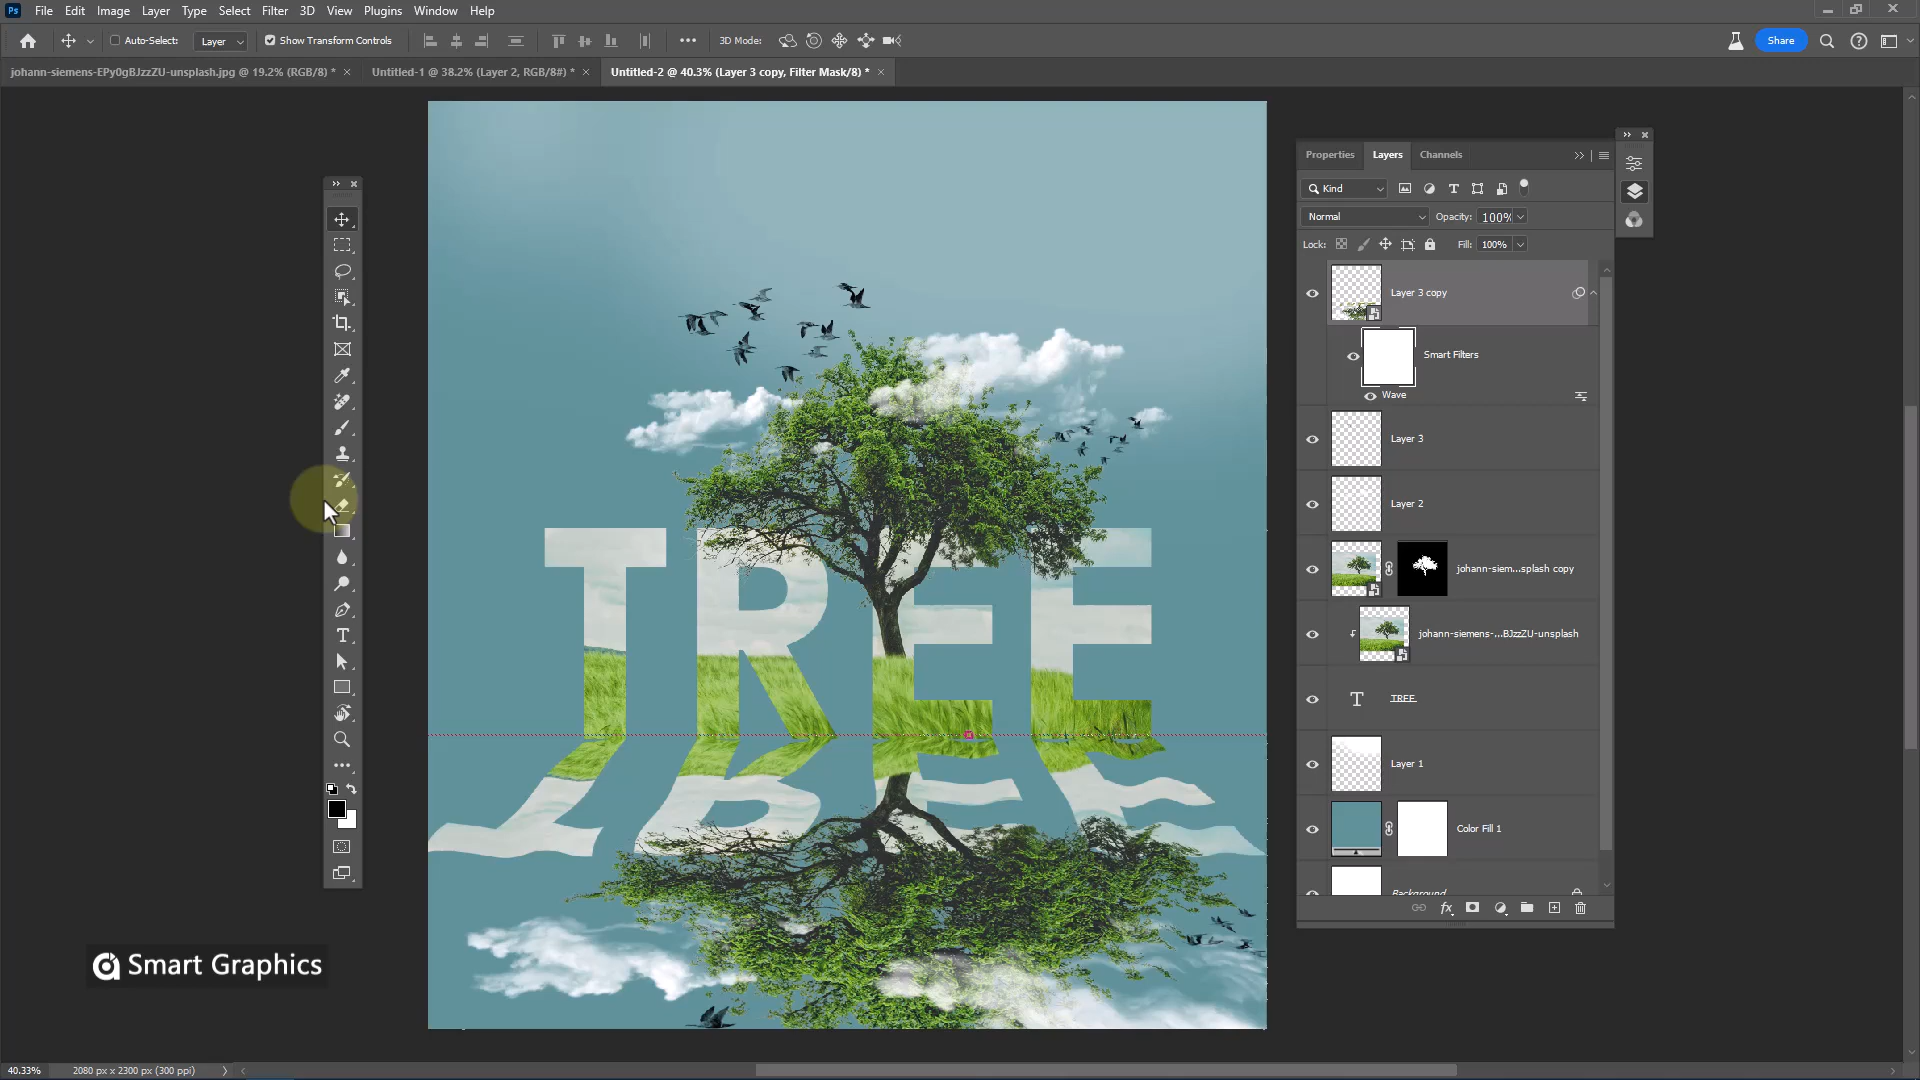 Ps File Edit Image Layer Type Select Filter 3D View Plugins Window Help
Auto-Select: Layer Show Transform Controls 3D Mode: Share
johann-siemens-EPy0gBJzzZU-unsplash.jpg @ 19.2% (RGB/8) * × Untitled-1 @ 38.2% (Layer 2, RGB/8#) * × Untitled-2 @ 40.3% (Layer 3 copy, Filter Mask/8) * ×
Properties Layers Channels
Kind
Normal Opacity: 100%
Lock: Fill: 100%
Layer 3 copy
Smart Filters
Wave
Layer 3
Layer 2
johann-siem...splash copy
johann-siemens-...BJzzZU-unsplash
TREE
Layer 1
Color Fill 1
Background
fx
TREE
TREE
Smart Graphics
40.33% 2080 px x 2300 px (300 ppi)